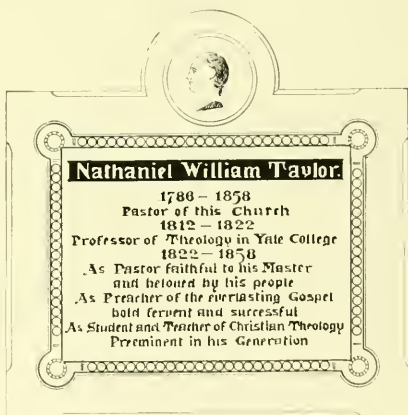 Nathaniel William Taylor.
1786 – 1858
Pastor of this Church
1812 – 1822
Professor of Theology in Yale College
1822 – 1858
As Pastor faithful to his Master
and beloved by his people
As Preacher of the everlasting Gospel
bold fervent and successful
As Student and Teacher of Christian Theology
Preeminent in his Generation